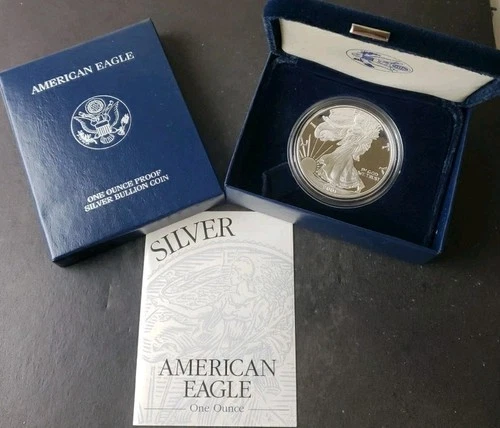 AMERICAN EAGLE
ONE OUNCE PROOF
SILVER BULLION COIN
SILVER
AMERICAN
EAGLE
One Ounce